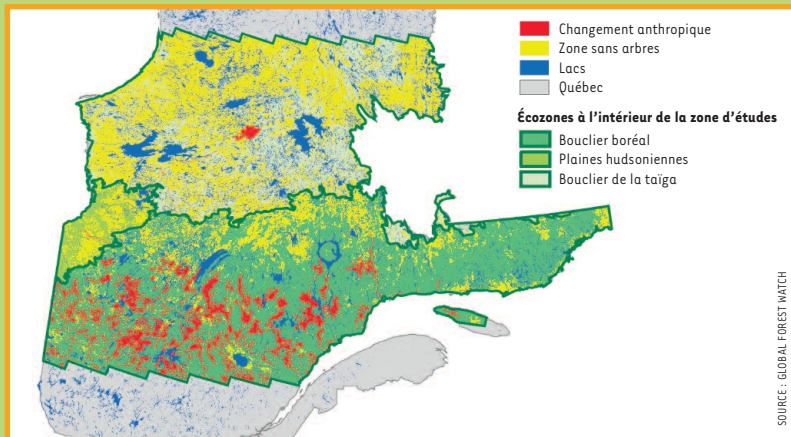 Changement anthropique
Zone sans arbres
Lacs
Québec
Écozones à l'intérieur de la zone d'études
Bouclier boréal
Plaines hudsoniennes
Bouclier de la taïga
SOURCE : GLOBAL FOREST WATCH